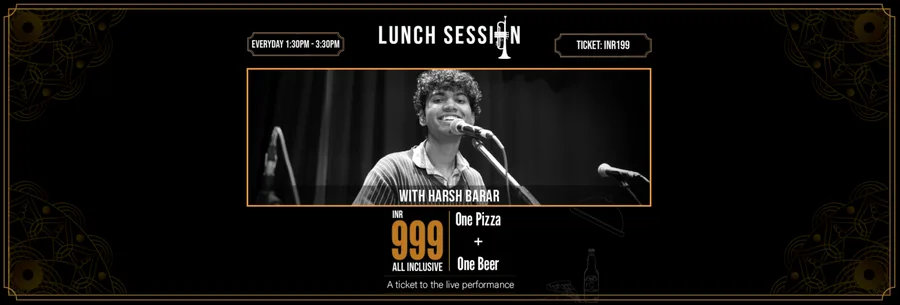 LUNCH SESSION
EVERYDAY 1:30PM - 3:30PM
TICKET: INR199
WITH HARSH BARAR
INR
999
ALL INCLUSIVE
One Pizza
+
One Beer
A ticket to the live performance